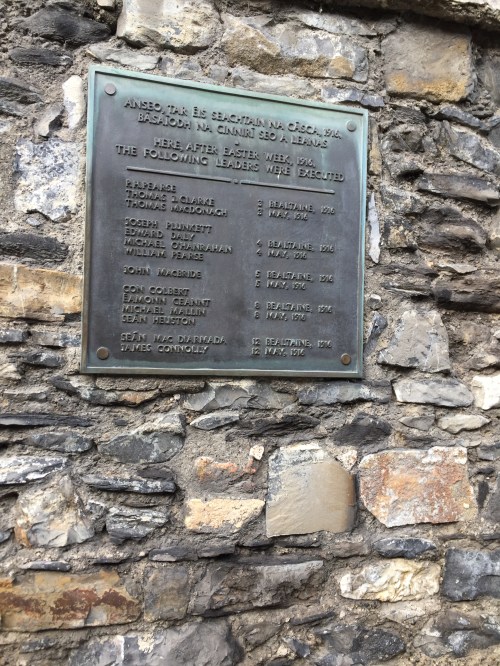 ANSEO, TAR ÉIS SEACHTAIN NA CÁSCA, 1916,
BÁSAÍODH NA CINNIRÍ SEO A LEANAS
HERE, AFTER EASTER WEEK, 1916,
THE FOLLOWING LEADERS WERE EXECUTED
P.H. PEARSE
THOMAS J. CLARKE 3 BEALTAINE, 1916
THOMAS MACDONAGH 3 MAY, 1916
JOSEPH PLUNKETT
EDWARD DALY 4 BEALTAINE, 1916
MICHAEL O'HANRAHAN 4 MAY, 1916
WILLIAM PEARSE
JOHN MACBRIDE 5 BEALTAINE, 1916
5 MAY, 1916
CON COLBERT
ÉAMONN CEANNT 8 BEALTAINE, 1916
MICHAEL MALLIN 8 MAY, 1916
SEÁN HEUSTON
SEÁN MAC DIARMADA 12 BEALTAINE, 1916
JAMES CONNOLLY 12 MAY, 1916